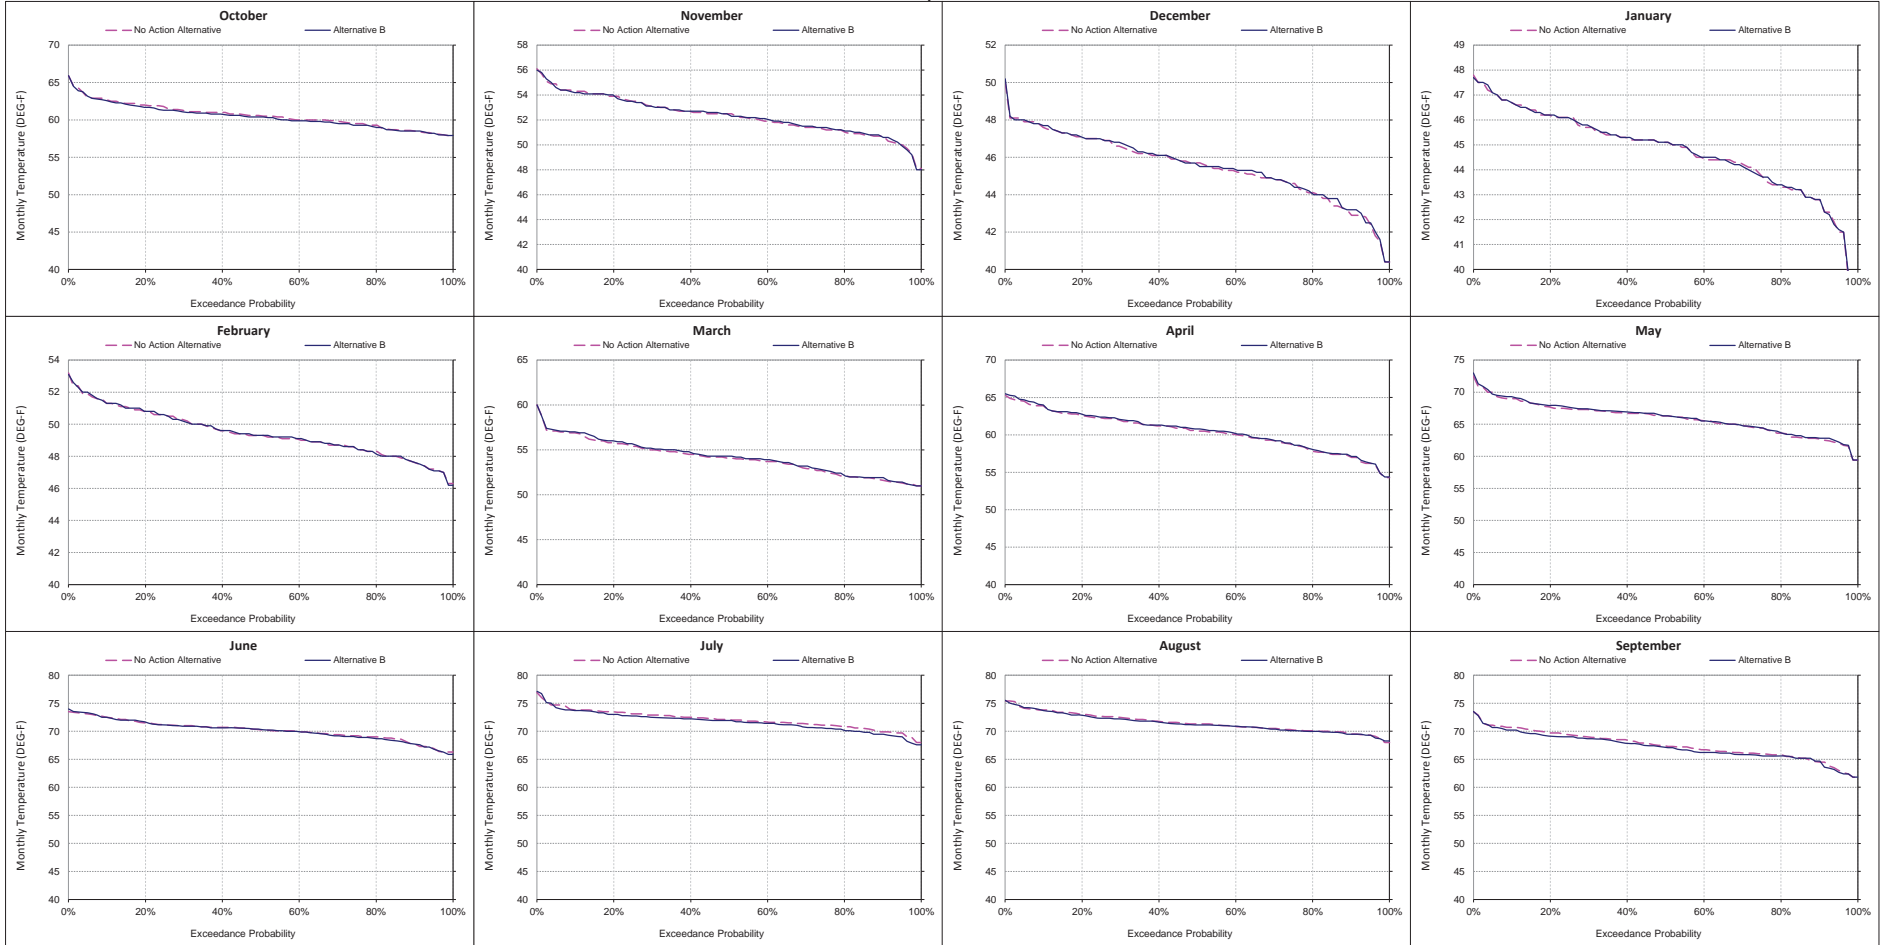 October
No Action Alternative Alternative B
Monthly Temperature (DEG-F)
70
65
60
55
50
45
40
0% 20% 40% 60% 80% 100%
Exceedance Probability
November
No Action Alternative Alternative B
Monthly Temperature (DEG-F)
58
56
54
52
50
48
46
44
42
40
0% 20% 40% 60% 80% 100%
Exceedance Probability
December
No Action Alternative Alternative B
Monthly Temperature (DEG-F)
52
50
48
46
44
42
40
0% 20% 40% 60% 80% 100%
Exceedance Probability
January
No Action Alternative Alternative B
Monthly Temperature (DEG-F)
49
48
47
46
45
44
43
42
41
40
0% 20% 40% 60% 80% 100%
Exceedance Probability
February
No Action Alternative Alternative B
Monthly Temperature (DEG-F)
54
52
50
48
46
44
42
40
0% 20% 40% 60% 80% 100%
Exceedance Probability
March
No Action Alternative Alternative B
Monthly Temperature (DEG-F)
65
60
55
50
45
40
0% 20% 40% 60% 80% 100%
Exceedance Probability
April
No Action Alternative Alternative B
Monthly Temperature (DEG-F)
70
65
60
55
50
45
40
0% 20% 40% 60% 80% 100%
Exceedance Probability
May
No Action Alternative Alternative B
Monthly Temperature (DEG-F)
75
70
65
60
55
50
45
40
0% 20% 40% 60% 80% 100%
Exceedance Probability
June
No Action Alternative Alternative B
Monthly Temperature (DEG-F)
80
75
70
65
60
55
50
45
40
0% 20% 40% 60% 80% 100%
Exceedance Probability
July
No Action Alternative Alternative B
Monthly Temperature (DEG-F)
80
75
70
65
60
55
50
45
40
0% 20% 40% 60% 80% 100%
Exceedance Probability
August
No Action Alternative Alternative B
Monthly Temperature (DEG-F)
80
75
70
65
60
55
50
45
40
0% 20% 40% 60% 80% 100%
Exceedance Probability
September
No Action Alternative Alternative B
Monthly Temperature (DEG-F)
80
75
70
65
60
55
50
45
40
0% 20% 40% 60% 80% 100%
Exceedance Probability